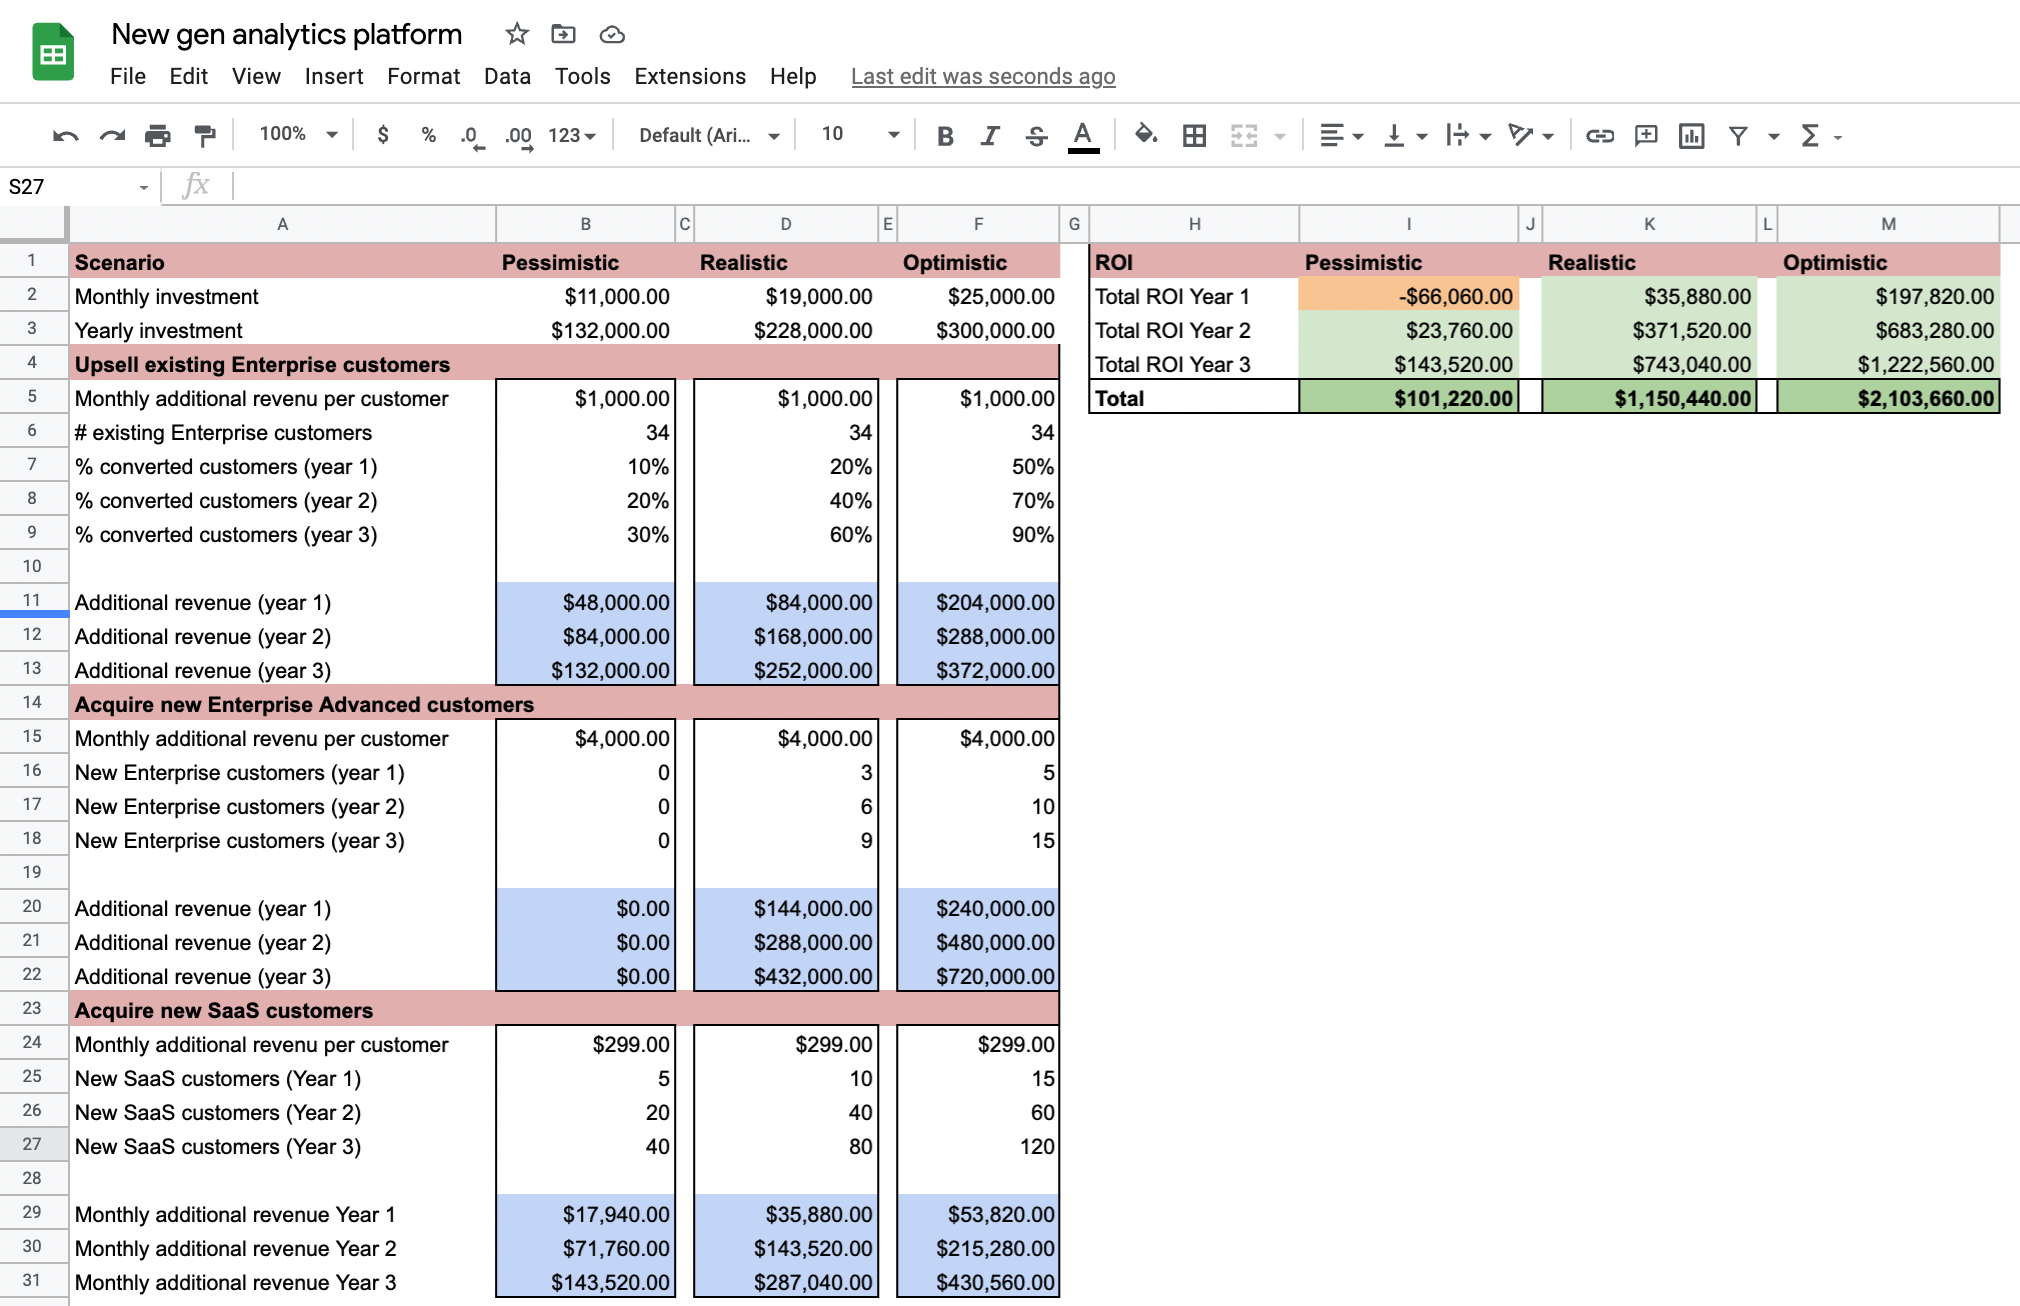 New gen analytics platform
File Edit View Insert Format Data Tools Extensions Help Last edit was seconds ago
100% $ % .0 .00 123 Default (Ari... 10 B I S A Σ
S27 fx
A B C D E F G H I J K L M
1 Scenario Pessimistic Realistic Optimistic ROI Pessimistic Realistic Optimistic
2 Monthly investment $11,000.00 $19,000.00 $25,000.00 Total ROI Year 1 -$66,060.00 $35,880.00 $197,820.00
3 Yearly investment $132,000.00 $228,000.00 $300,000.00 Total ROI Year 2 $23,760.00 $371,520.00 $683,280.00
4 Upsell existing Enterprise customers Total ROI Year 3 $143,520.00 $743,040.00 $1,222,560.00
5 Monthly additional revenu per customer $1,000.00 $1,000.00 $1,000.00 Total $101,220.00 $1,150,440.00 $2,103,660.00
6 # existing Enterprise customers 34 34 34
7 % converted customers (year 1) 10% 20% 50%
8 % converted customers (year 2) 20% 40% 70%
9 % converted customers (year 3) 30% 60% 90%
10
11 Additional revenue (year 1) $48,000.00 $84,000.00 $204,000.00
12 Additional revenue (year 2) $84,000.00 $168,000.00 $288,000.00
13 Additional revenue (year 3) $132,000.00 $252,000.00 $372,000.00
14 Acquire new Enterprise Advanced customers
15 Monthly additional revenu per customer $4,000.00 $4,000.00 $4,000.00
16 New Enterprise customers (year 1) 0 3 5
17 New Enterprise customers (year 2) 0 6 10
18 New Enterprise customers (year 3) 0 9 15
19
20 Additional revenue (year 1) $0.00 $144,000.00 $240,000.00
21 Additional revenue (year 2) $0.00 $288,000.00 $480,000.00
22 Additional revenue (year 3) $0.00 $432,000.00 $720,000.00
23 Acquire new SaaS customers
24 Monthly additional revenu per customer $299.00 $299.00 $299.00
25 New SaaS customers (Year 1) 5 10 15
26 New SaaS customers (Year 2) 20 40 60
27 New SaaS customers (Year 3) 40 80 120
28
29 Monthly additional revenue Year 1 $17,940.00 $35,880.00 $53,820.00
30 Monthly additional revenue Year 2 $71,760.00 $143,520.00 $215,280.00
31 Monthly additional revenue Year 3 $143,520.00 $287,040.00 $430,560.00